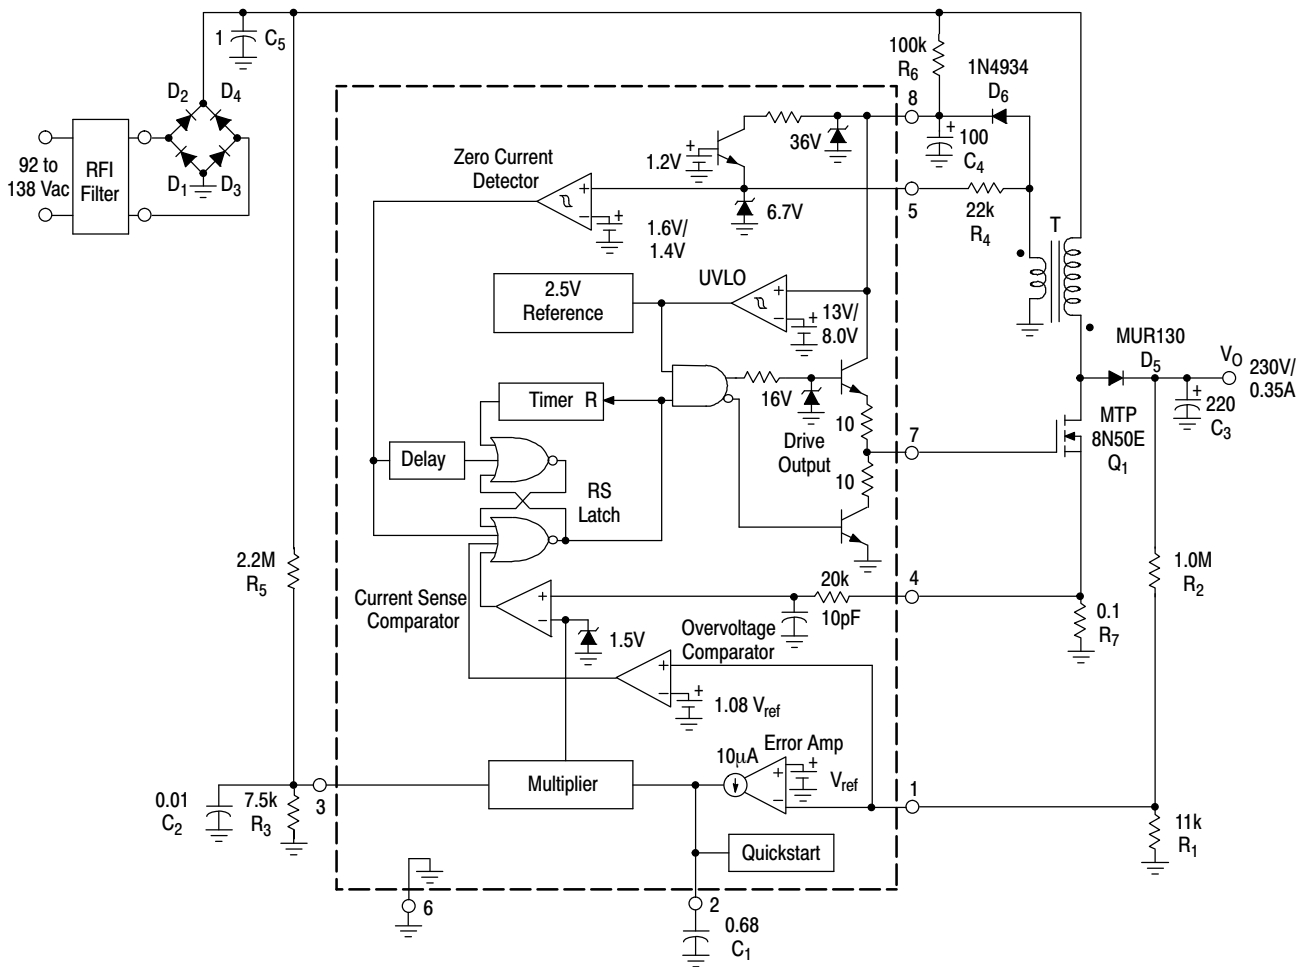 1
C5
100k
R6
1N4934
D6
8
D2
D4
92 to
138 Vac
RFI
Filter
D1
D3
36V
+
100
C4
1.2V
+
Zero Current
Detector
+
−
+
1.6V/
1.4V
6.7V
5
22k
R4
T
UVLO
2.5V
Reference
+
−
+
13V/
8.0V
MUR130
D5
VO
230V/
0.35A
Timer R
16V
10
Drive
Output
+
220
C3
MTP
8N50E
Q1
7
Delay
10
RS
Latch
2.2M
R5
20k
4
1.0M
R2
Current Sense
Comparator
+
−
10pF
0.1
R7
1.5V
Overvoltage
Comparator
+
−
+
1.08 Vref
Error Amp
10µA
+
−
+
Vref
1
Multiplier
3
0.01
C2
7.5k
R3
11k
R1
Quickstart
6
2
0.68
C1